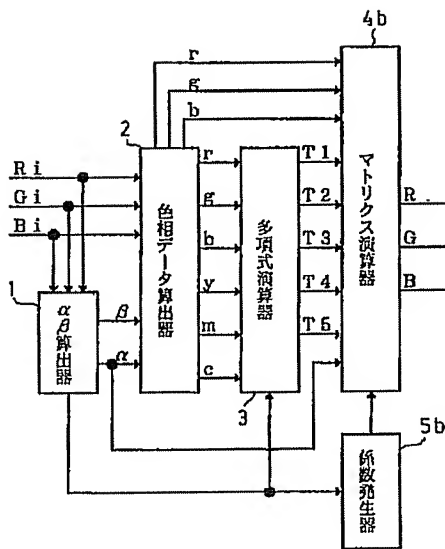 4b
r
g
b
2
Ri
Gi
Bi
色相データ算出器
r
g
b
y
m
c
多項式演算器
3
T1
T2
T3
T4
T5
マトリクス演算器
R
G
B
1
αβ算出器
β
α
5b
係数発生器